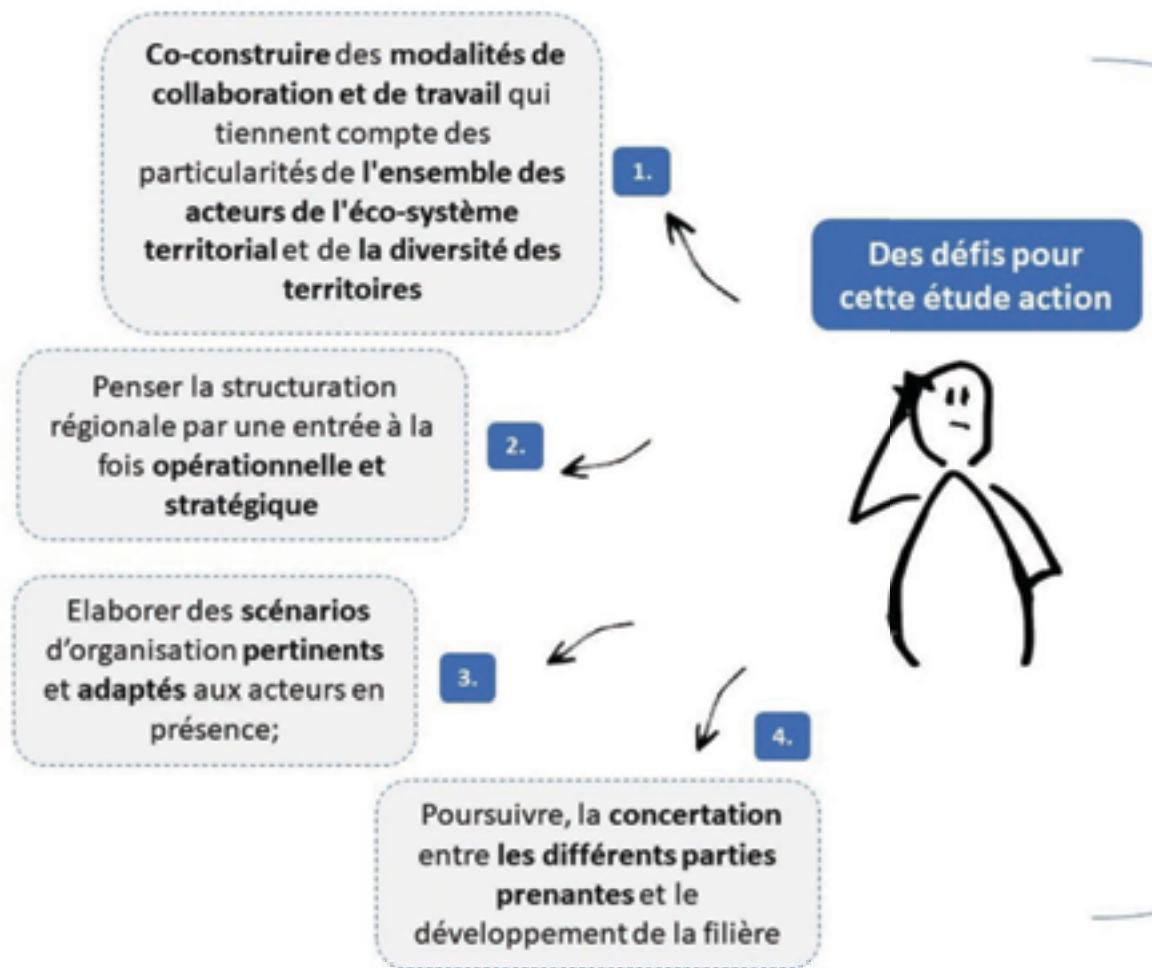 Des défis pour
cette étude action
1.
Co-construire des modalités de
collaboration et de travail qui
tiennent compte des
particularités de l'ensemble des
acteurs de l'éco-système
territorial et de la diversité des
territoires
2.
Penser la structuration
régionale par une entrée à la
fois opérationnelle et
stratégique
3.
Elaborer des scénarios
d'organisation pertinents
et adaptés aux acteurs en
présence;
4.
Poursuivre, la concertation
entre les différents parties
prenantes et le
développement de la filière